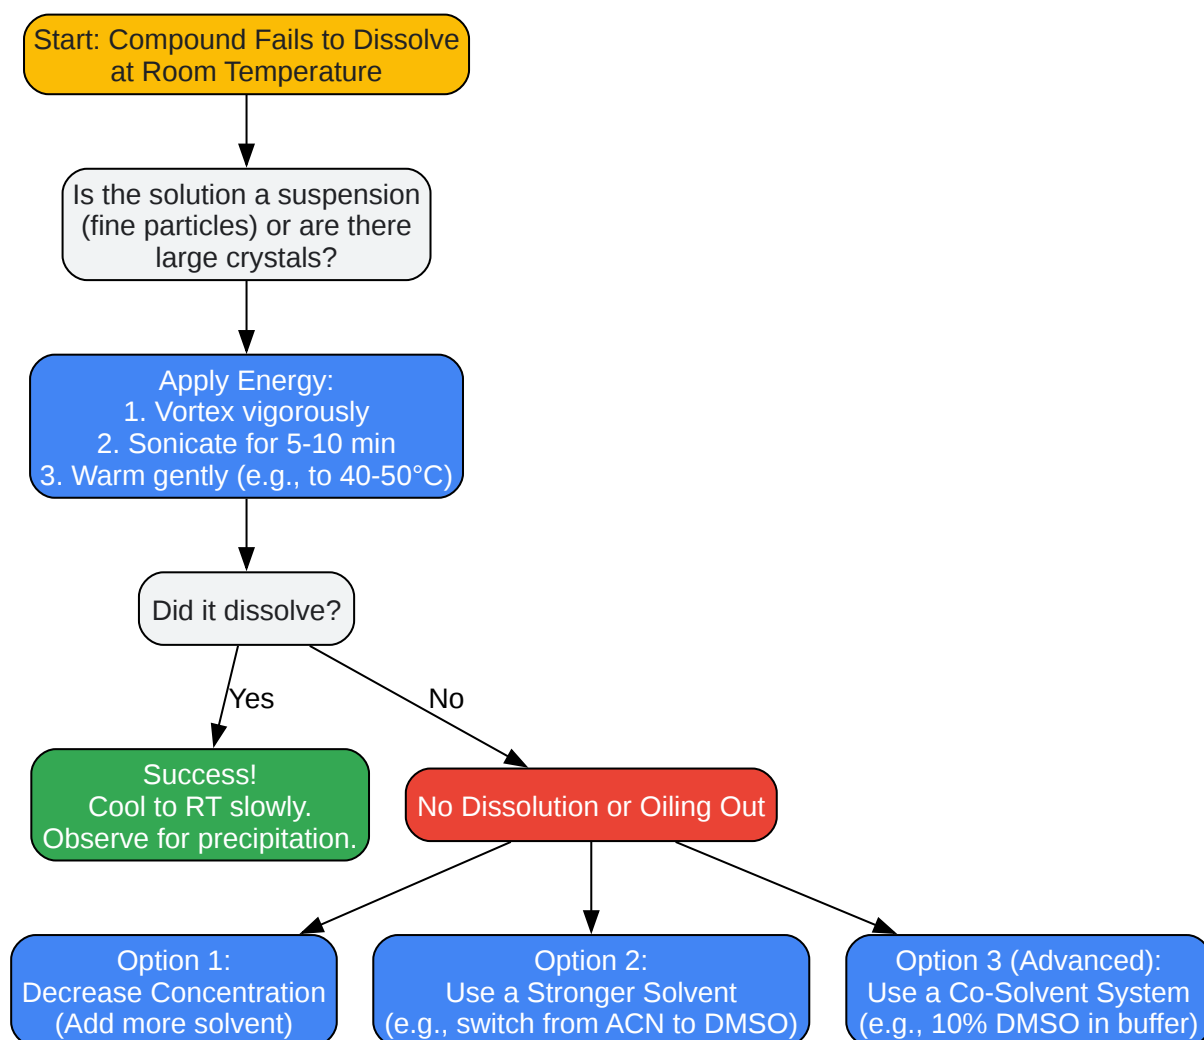 Start: Compound Fails to Dissolve
at Room Temperature
Is the solution a suspension
(fine particles) or are there
large crystals?
Apply Energy:
1. Vortex vigorously
2. Sonicate for 5-10 min
3. Warm gently (e.g., to 40-50°C)
Did it dissolve?
Yes
No
Success!
Cool to RT slowly.
Observe for precipitation.
No Dissolution or Oiling Out
Option 1:
Decrease Concentration
(Add more solvent)
Option 2:
Use a Stronger Solvent
(e.g., switch from ACN to DMSO)
Option 3 (Advanced):
Use a Co-Solvent System
(e.g., 10% DMSO in buffer)